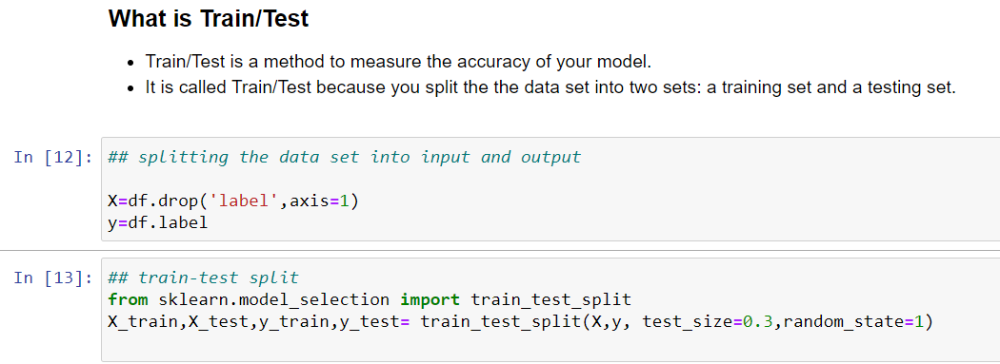 What is Train/Test
• Train/Test is a method to measure the accuracy of your model.
• It is called Train/Test because you split the the data set into two sets: a training set and a testing set.
In [12]: ## splitting the data set into input and output
X=df.drop('label',axis=1)
y=df.label
In [13]: ## train-test split
from sklearn.model_selection import train_test_split
X_train,X_test,y_train,y_test= train_test_split(X,y, test_size=0.3,random_state=1)